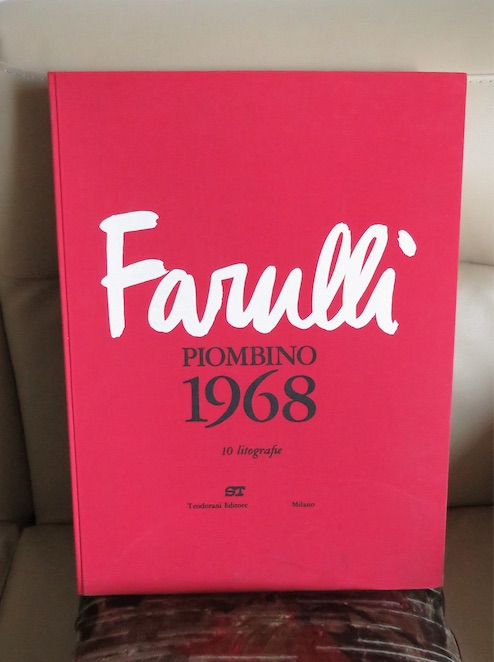 Farulli
PIOMBINO
1968
10 litografie
ST
Teodorani Editore Milano